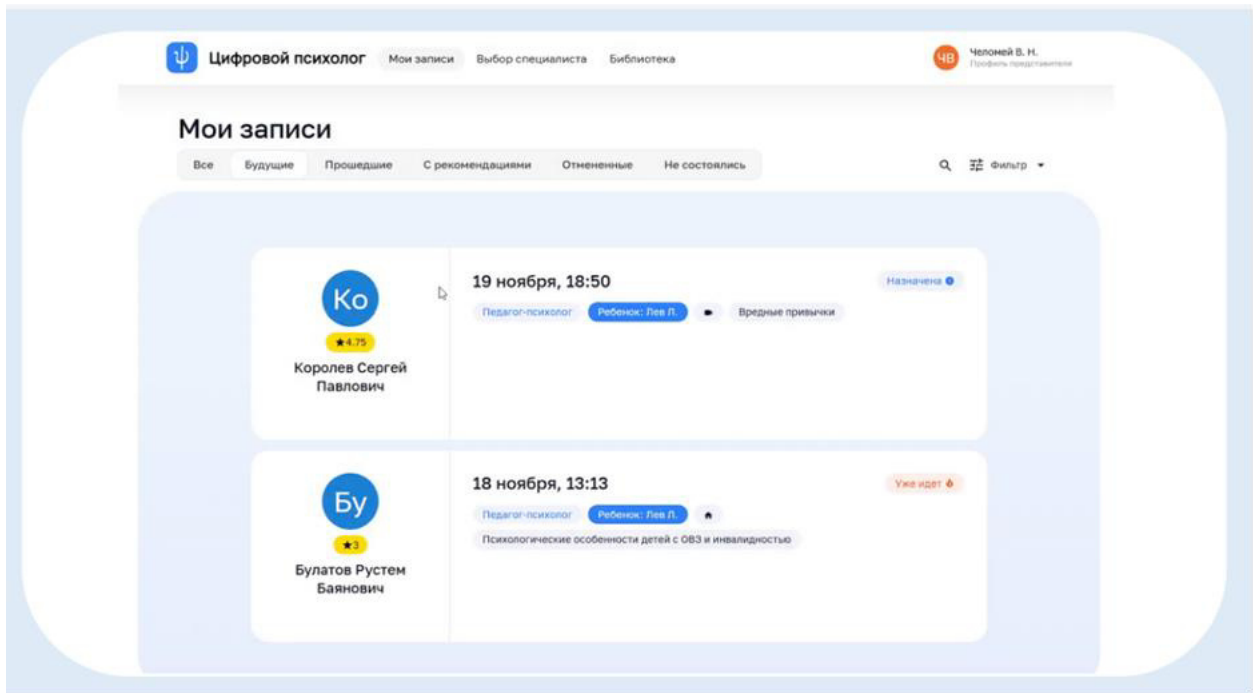 Цифровой психолог Мои записи Выбор специалиста Библиотека ЧВ Челомей В. Н.
Профиль представителя
Мои записи
Все Будущие Прошедшие С рекомендациями Отмененные Не состоялись Фильтр
Ко
★4.75
Королев Сергей
Павлович
19 ноября, 18:50 Назначена
Педагог-психолог Ребенок: Лев Л. Вредные привычки
Бу
★3
Булатов Рустем
Баянович
18 ноября, 13:13 Уже идет
Педагог-психолог Ребенок: Лев Л.
Психологические особенности детей с ОВЗ и инвалидностью